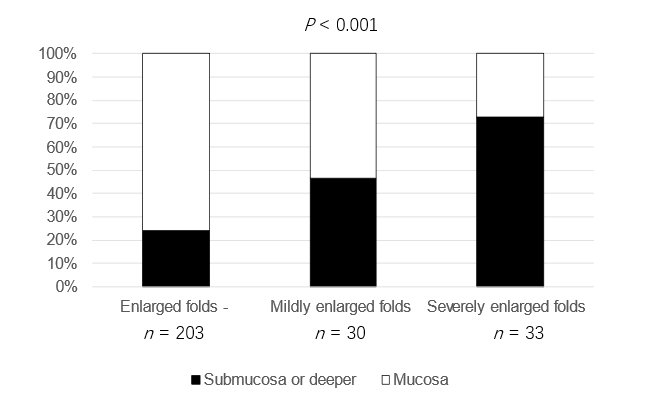 P < 0.001
100%
90%
80%
70%
60%
50%
40%
30%
20%
10%
0%
Enlarged folds - Mildly enlarged folds Severely enlarged folds
n = 203 n = 30 n = 33
Submucosa or deeper Mucosa